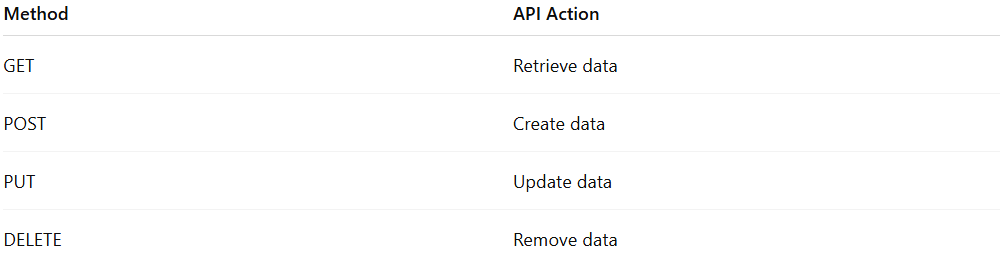 Method API Action
GET Retrieve data
POST Create data
PUT Update data
DELETE Remove data